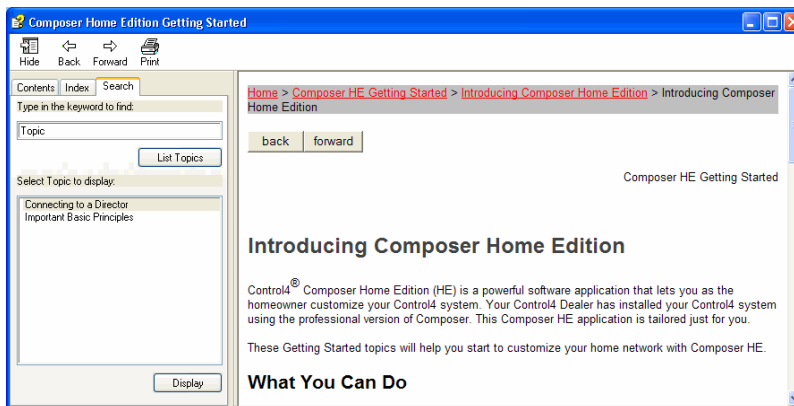 Composer Home Edition Getting Started
Hide Back Forward Print
Contents Index Search
Type in the keyword to find:
Topic
List Topics
Select Topic to display:
Connecting to a Director
Important Basic Principles
Display
Home > Composer HE Getting Started > Introducing Composer Home Edition > Introducing Composer
Home Edition
back forward
Composer HE Getting Started
Introducing Composer Home Edition
Control4® Composer Home Edition (HE) is a powerful software application that lets you as the
homeowner customize your Control4 system. Your Control4 Dealer has installed your Control4 system
using the professional version of Composer. This Composer HE application is tailored just for you.
These Getting Started topics will help you start to customize your home network with Composer HE.
What You Can Do